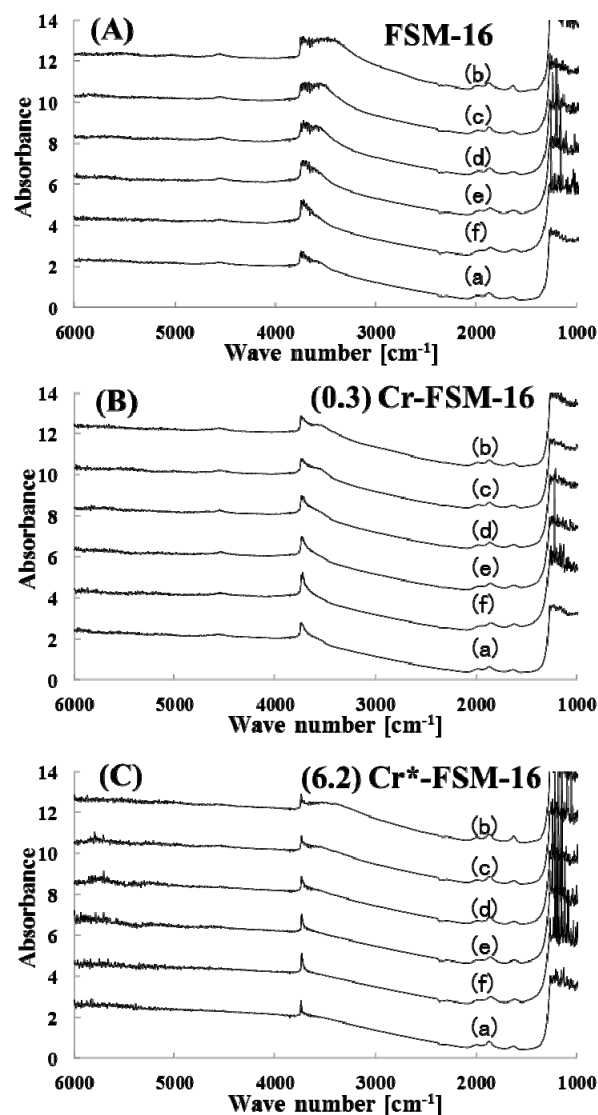 (A) FSM-16
14
12
10
8
6
4
2
0
Absorbance
(b)
(c)
(d)
(e)
(f)
(a)
6000 5000 4000 3000 2000 1000
Wave number [cm-1]
(B) (0.3) Cr-FSM-16
14
12
10
8
6
4
2
0
Absorbance
(b)
(c)
(d)
(e)
(f)
(a)
6000 5000 4000 3000 2000 1000
Wave number [cm-1]
(C) (6.2) Cr*-FSM-16
14
12
10
8
6
4
2
0
Absorbance
(b)
(c)
(d)
(e)
(f)
(a)
6000 5000 4000 3000 2000 1000
Wave number [cm-1]